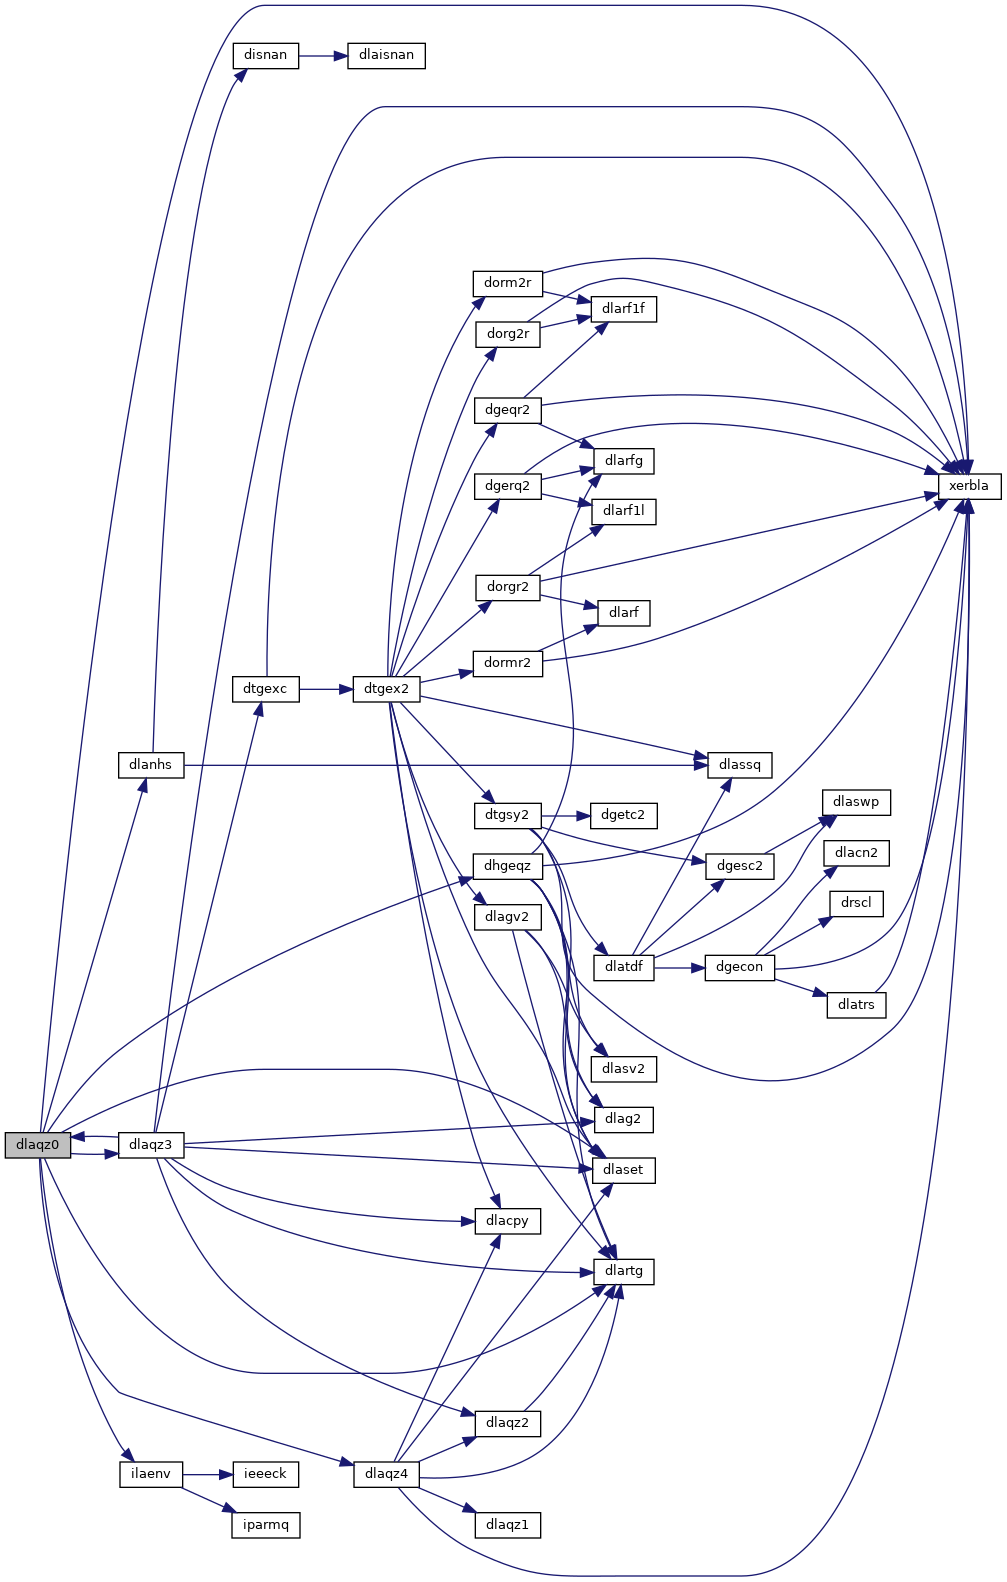 disnan
dlaisnan
dorm2r
dlarf1f
dorg2r
dgeqr2
dlarfg
dgerq2
xerbla
dlarf1l
dorgr2
dlarf
dormr2
dtgexc
dtgex2
dlanhs
dlassq
dlaswp
dtgsy2
dgetc2
dlacn2
dhgeqz
dgesc2
drscl
dlagv2
dlatdf
dgecon
dlatrs
dlasv2
dlag2
dlaqz0
dlaqz3
dlaset
dlacpy
dlartg
dlaqz2
ilaenv
ieeeck
dlaqz4
iparmq
dlaqz1